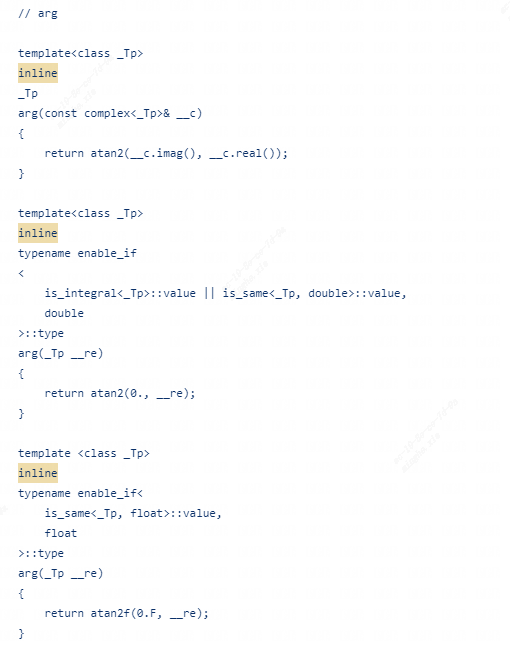 // arg
template<class _Tp>
inline
_Tp
arg(const complex<_Tp>& __c)
{
    return atan2(__c.imag(), __c.real());
}
template<class _Tp>
inline
typename enable_if
<
    is_integral<_Tp>::value || is_same<_Tp, double>::value,
    double
>::type
arg(_Tp __re)
{
    return atan2(0., __re);
}
template <class _Tp>
inline
typename enable_if<
    is_same<_Tp, float>::value,
    float
>::type
arg(_Tp __re)
{
    return atan2f(0.F, __re);
}